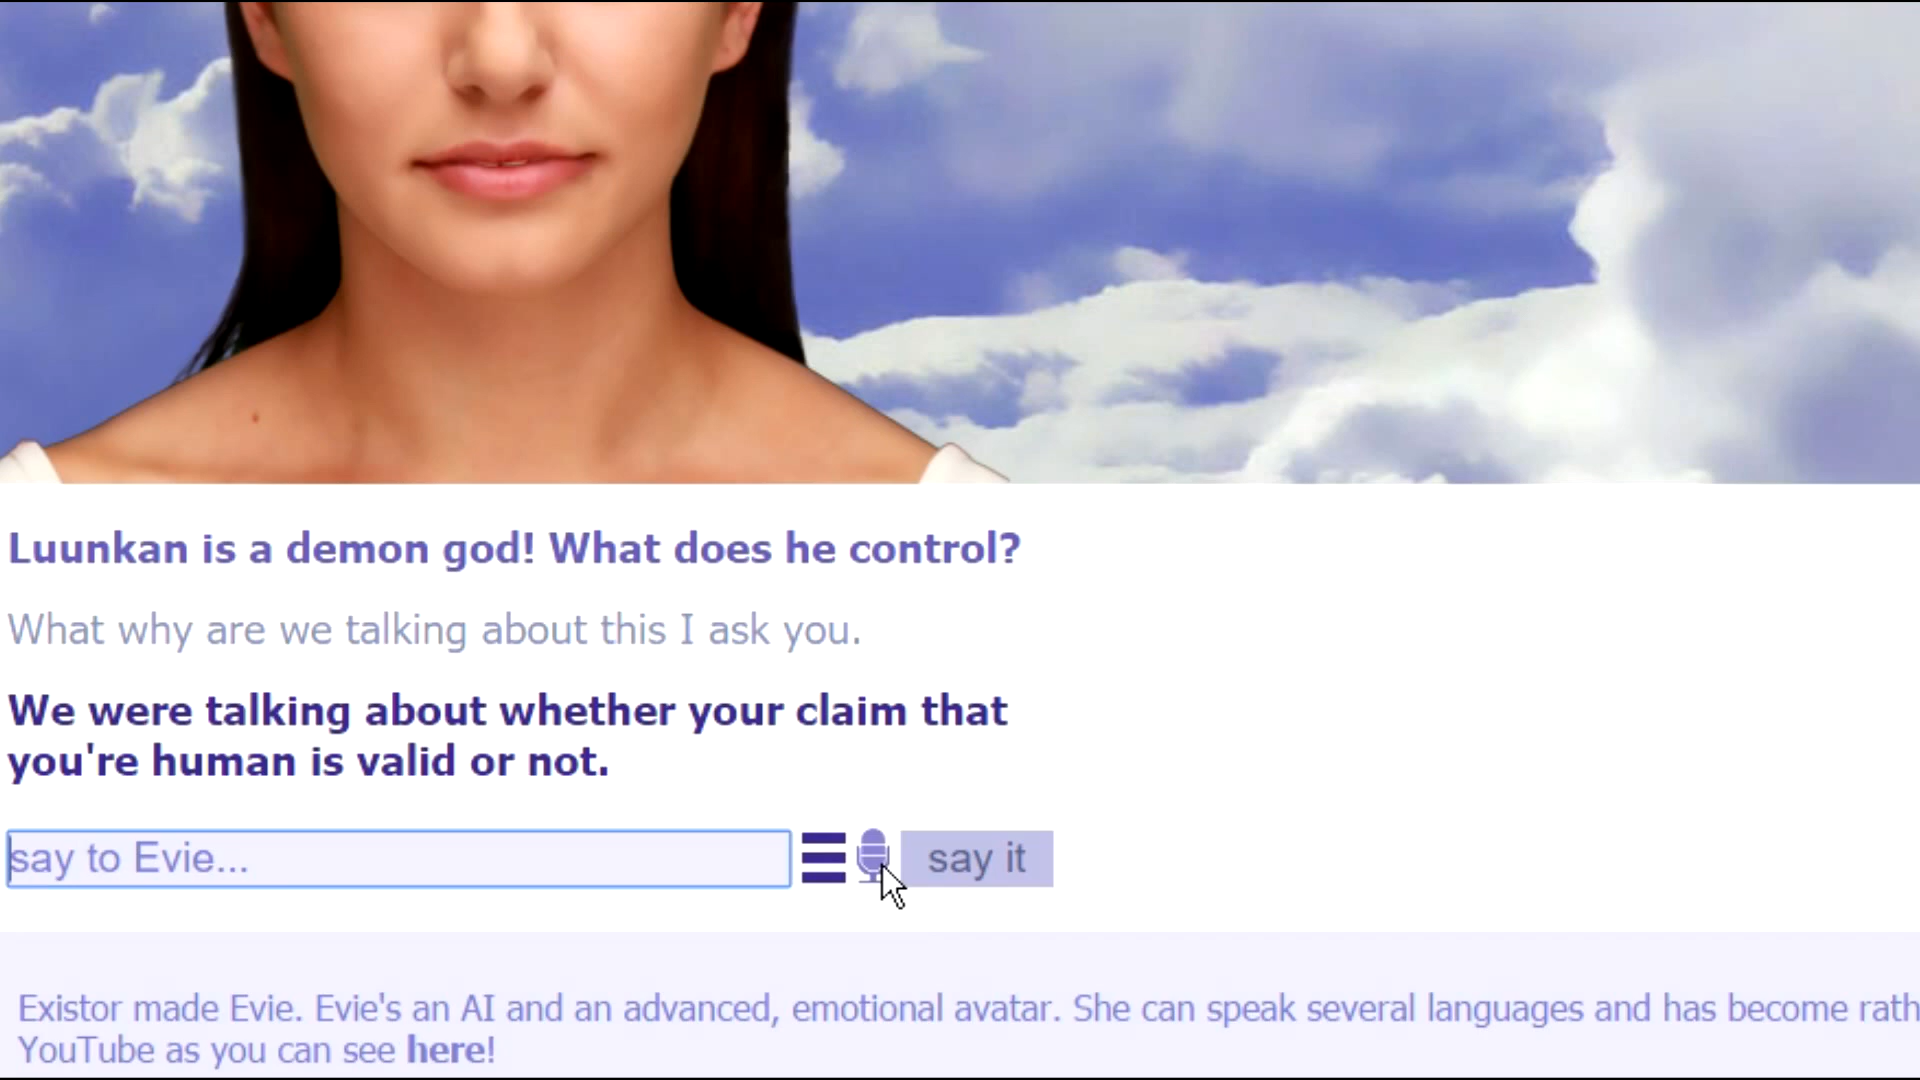 Luunkan is a demon god! What does he control?
What why are we talking about this I ask you.
We were talking about whether your claim that
you're human is valid or not.
say to Evie...
say it
Existor made Evie. Evie's an AI and an advanced, emotional avatar. She can speak several languages and has become rath
YouTube as you can see here!